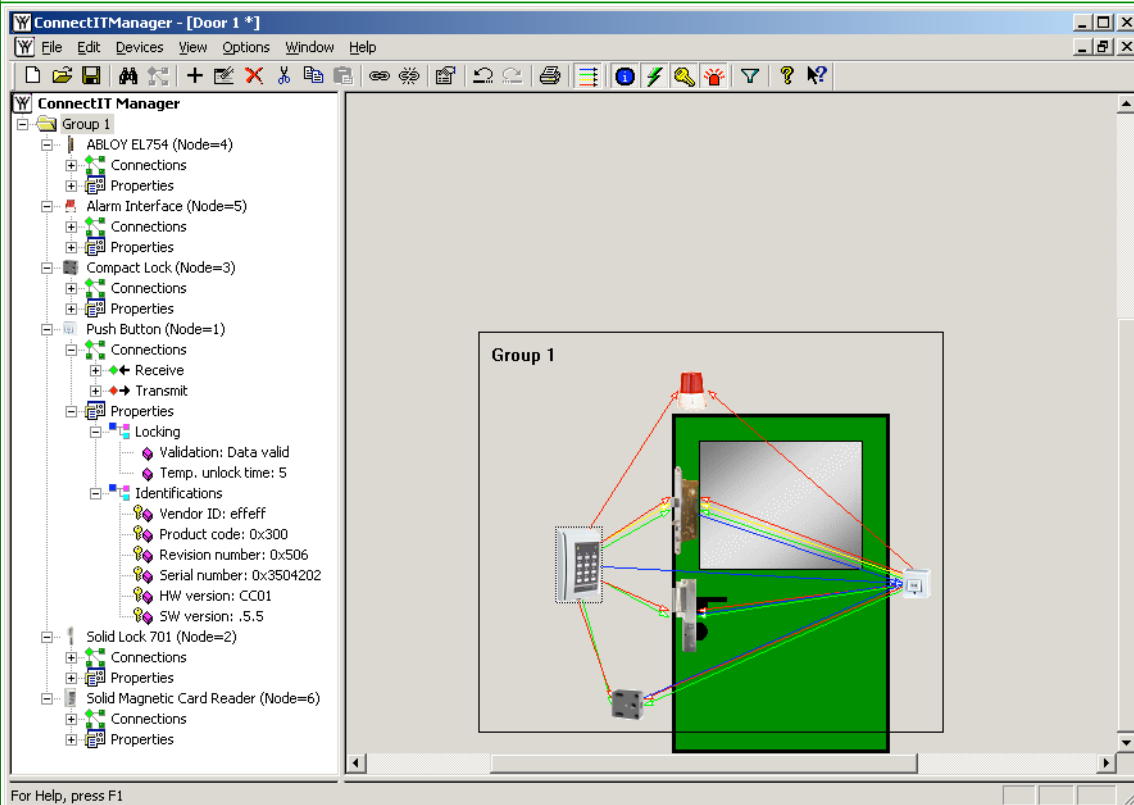 ConnectITManager - [Door 1 *]
File Edit Devices View Options Window Help
ConnectIT Manager
Group 1
ABLOY EL754 (Node=4)
Connections
Properties
Alarm Interface (Node=5)
Connections
Properties
Compact Lock (Node=3)
Connections
Properties
Push Button (Node=1)
Connections
Receive
Transmit
Properties
Locking
Validation: Data valid
Temp. unlock time: 5
Identifications
Vendor ID: effeff
Product code: 0x300
Revision number: 0x506
Serial number: 0x3504202
HW version: CC01
SW version: .5.5
Solid Lock 701 (Node=2)
Connections
Properties
Solid Magnetic Card Reader (Node=6)
Connections
Properties
Group 1
For Help, press F1